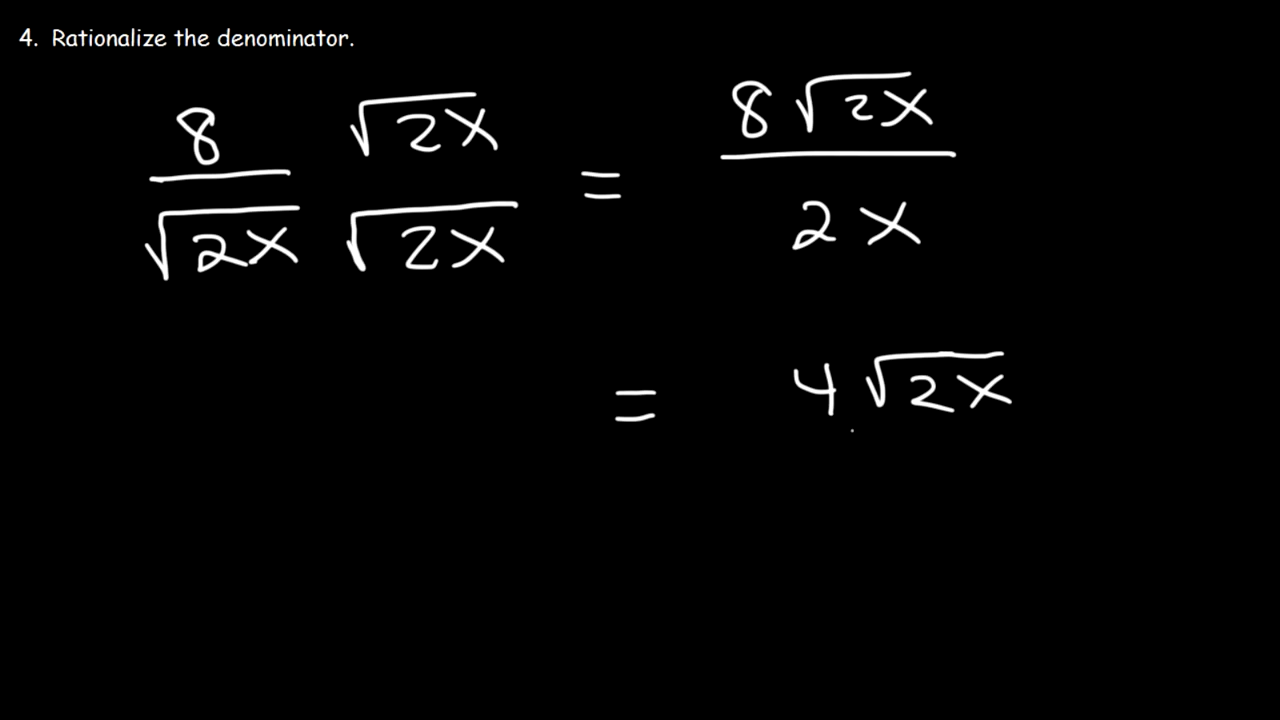 4. Rationalize the denominator.
8/√2x √2x/√2x = 8√2x/2x
= 4√2x